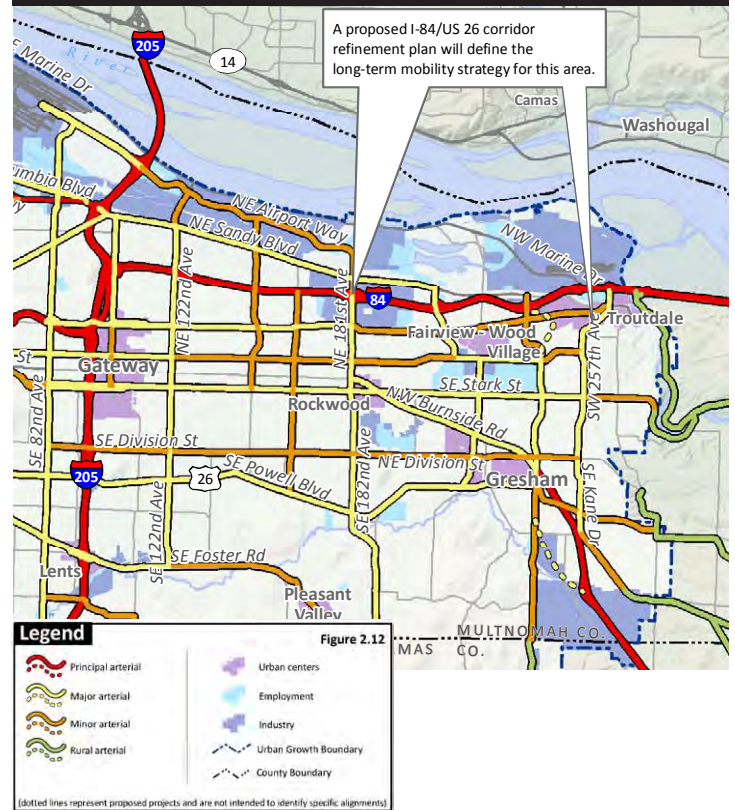 A proposed I-84/US 26 corridor
refinement plan will define the
long-term mobility strategy for this area.
205
14
River
E Marine Dr
Camas
Washougal
umbia Blvd
NE Airport Way
NE Sandy Blvd
NW Marine Dr
NE 122nd Ave
NE 181st Ave
84
Fairview - Wood
Village
Troutdale
St
Gateway
SE Stark St
SW 257th Ave
Rockwood
NW Burnside Rd
SE 82nd Ave
SE Division St
NE Division St
205
26
SE Powell Blvd
Gresham
SE 182nd Ave
SE Kane Dr
SE 122nd Ave
SE Foster Rd
Lents
Pleasant
Valley
MULTNOMAH CO.
AMAS CO.
Legend
Figure 2.12
Principal arterial
Major arterial
Minor arterial
Rural arterial
Urban centers
Employment
Industry
Urban Growth Boundary
County Boundary
(dotted lines represent proposed projects and are not intended to identify specific alignments)